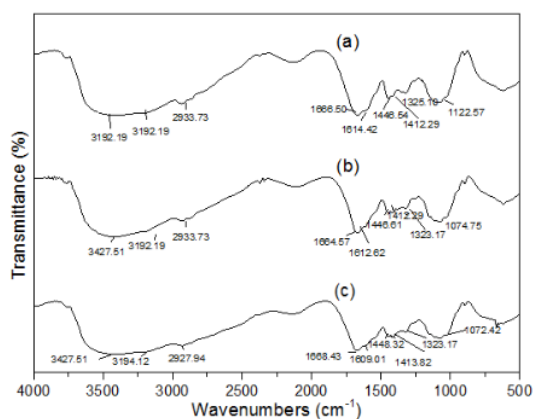 (a)
3192.19 3192.19 2933.73 1666.50 1614.42 1446.54 1325.10 1412.29 1122.57
(b)
3427.51 3192.19 2933.73 1664.57 1612.62 1446.61 1412.29 1323.17 1074.75
(c)
3427.51 3194.12 2927.94 1668.43 1609.01 1448.32 1413.82 1323.17 1072.42
Transmittance (%)
4000 3500 3000 2500 2000 1500 1000 500
Wavenumbers (cm⁻¹)